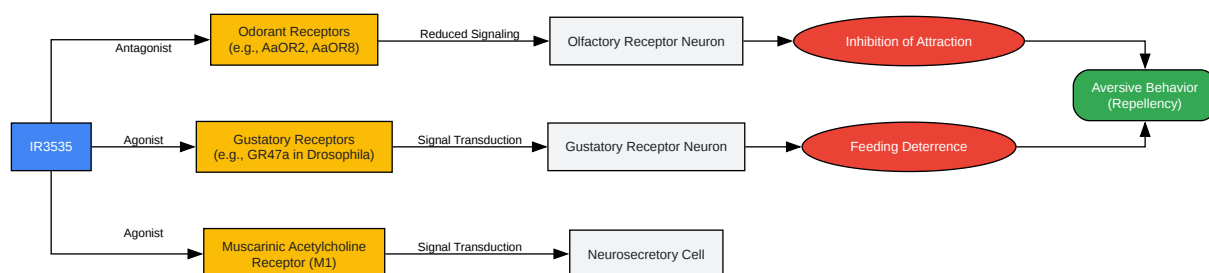 Odorant Receptors
(e.g., AaOR2, AaOR8)
Antagonist
Reduced Signaling
Olfactory Receptor Neuron
Inhibition of Attraction
Aversive Behavior
(Repellency)
IR3535
Agonist
Gustatory Receptors
(e.g., GR47a in Drosophila)
Signal Transduction
Gustatory Receptor Neuron
Feeding Deterrence
Agonist
Muscarinic Acetylcholine
Receptor (M1)
Signal Transduction
Neurosecretory Cell